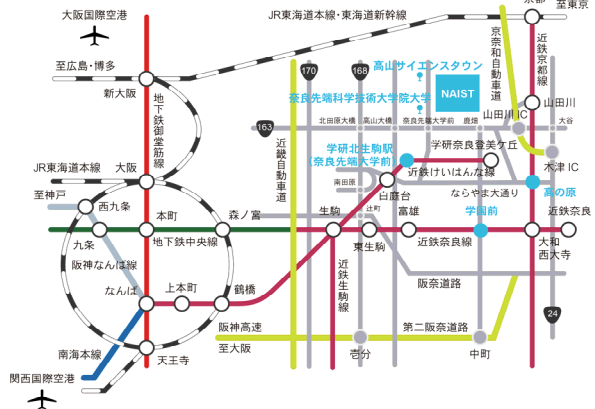 大阪国際空港
JR東海道本線・東海道新幹線
京都
至東京
至広島・博多
新大阪
地下鉄御堂筋線
170
168
高山サイエンスタウン
京奈和自動車道
近鉄京都線
奈良先端科学技術大学院大学
NAIST
山田川
山田川IC
163
北田原大橋
高山大橋
奈良先端大学前
鹿畑
大谷
近畿自動車道
学研北生駒駅
(奈良先端大学前)
学研奈良登美ケ丘
木津IC
近鉄けいはんな線
JR東海道本線
大阪
至神戸
西九条
南田原
白庭台
ならやま大通り
高の原
本町
森ノ宮
生駒
辻町
富雄
学園前
近鉄奈良
九条
地下鉄中央線
東生駒
近鉄奈良線
大和
西大寺
阪神なんば線
近鉄生駒線
阪奈道路
なんば
上本町
鶴橋
24
阪神高速
至大阪
第二阪奈道路
南海本線
天王寺
壱分
中町
関西国際空港